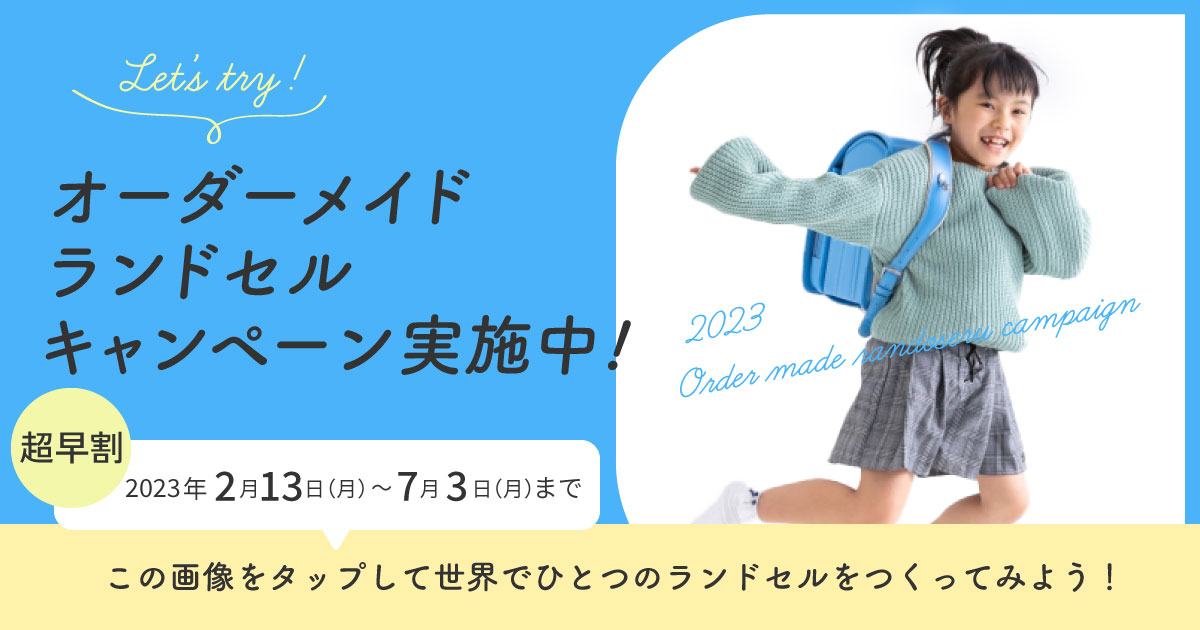 Let's try!
オーダーメイド
ランドセル
キャンペーン実施中!
超早割
2023年2月13日(月)～7月3日(月)まで
2023
Order made randoseru campaign
この画像をタップして世界でひとつのランドセルをつくってみよう!